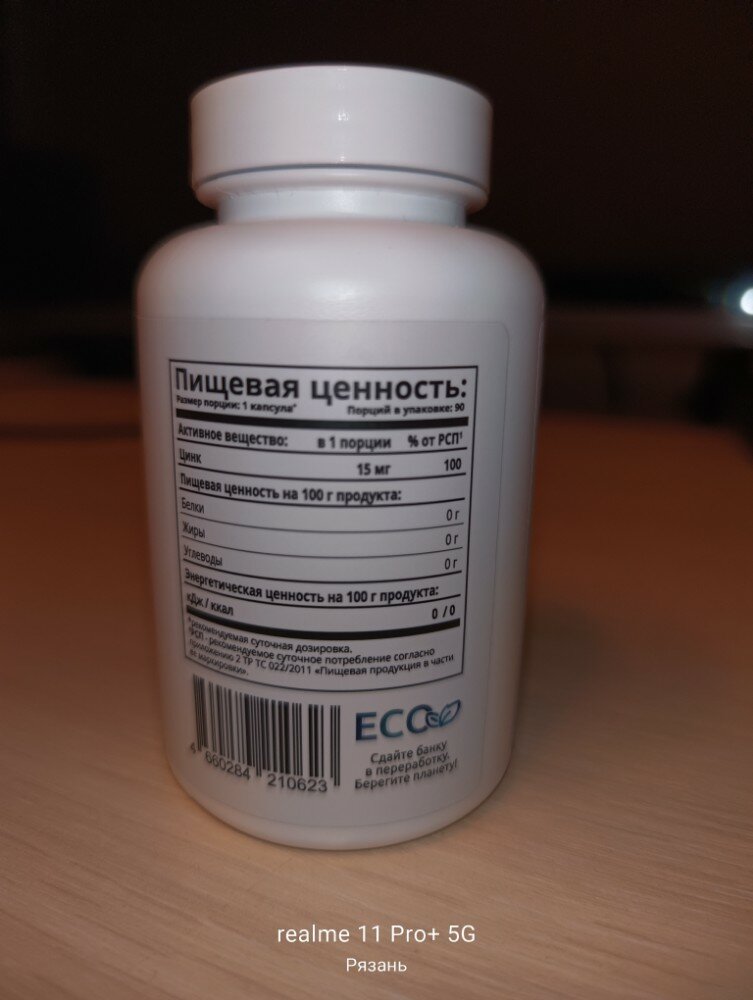 Пищевая ценность:
Размер порции: 1 капсула* Порций в упаковке: 90
Активное вещество: в 1 порции % от РСП¹
Цинк 15 мг 100
Пищевая ценность на 100 г продукта:
Белки 0 г
Жиры 0 г
Углеводы 0 г
Энергетическая ценность на 100 г продукта:
кДж / ккал 0 / 0
*рекомендуемая суточная дозировка.
¹РСП - рекомендуемое суточное потребление согласно
приложению 2 ТР ТС 022/2011 «Пищевая продукция в части
ее маркировки».
4 660284 210623
ECO
Сдайте банку
в переработку.
Берегите планету!
realme 11 Pro+ 5G
Рязань